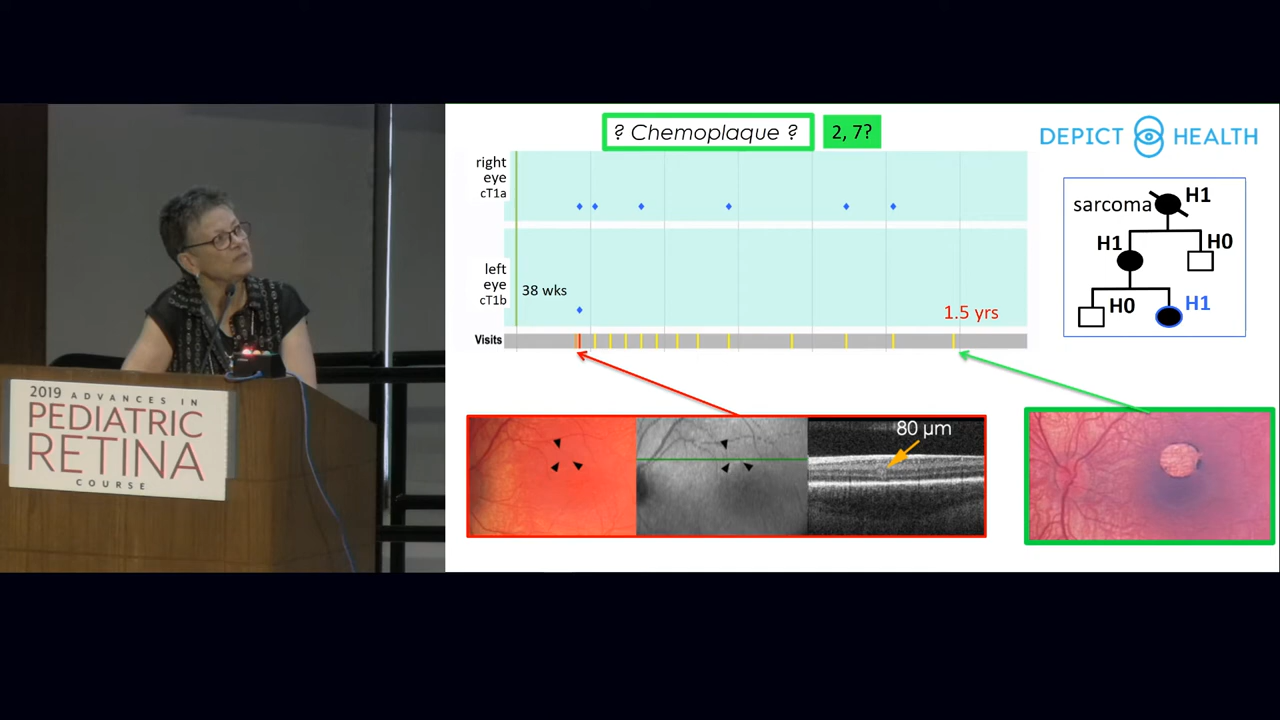 2019 ADVANCES IN
PEDIATRIC
RETINA
COURSE
? Chemoplaque ?
2, 7?
DEPICT HEALTH
right
eye
cT1a
left
eye
cT1b
38 wks
1.5 yrs
Visits
sarcoma
H1
H1
H0
H0
H1
80 µm